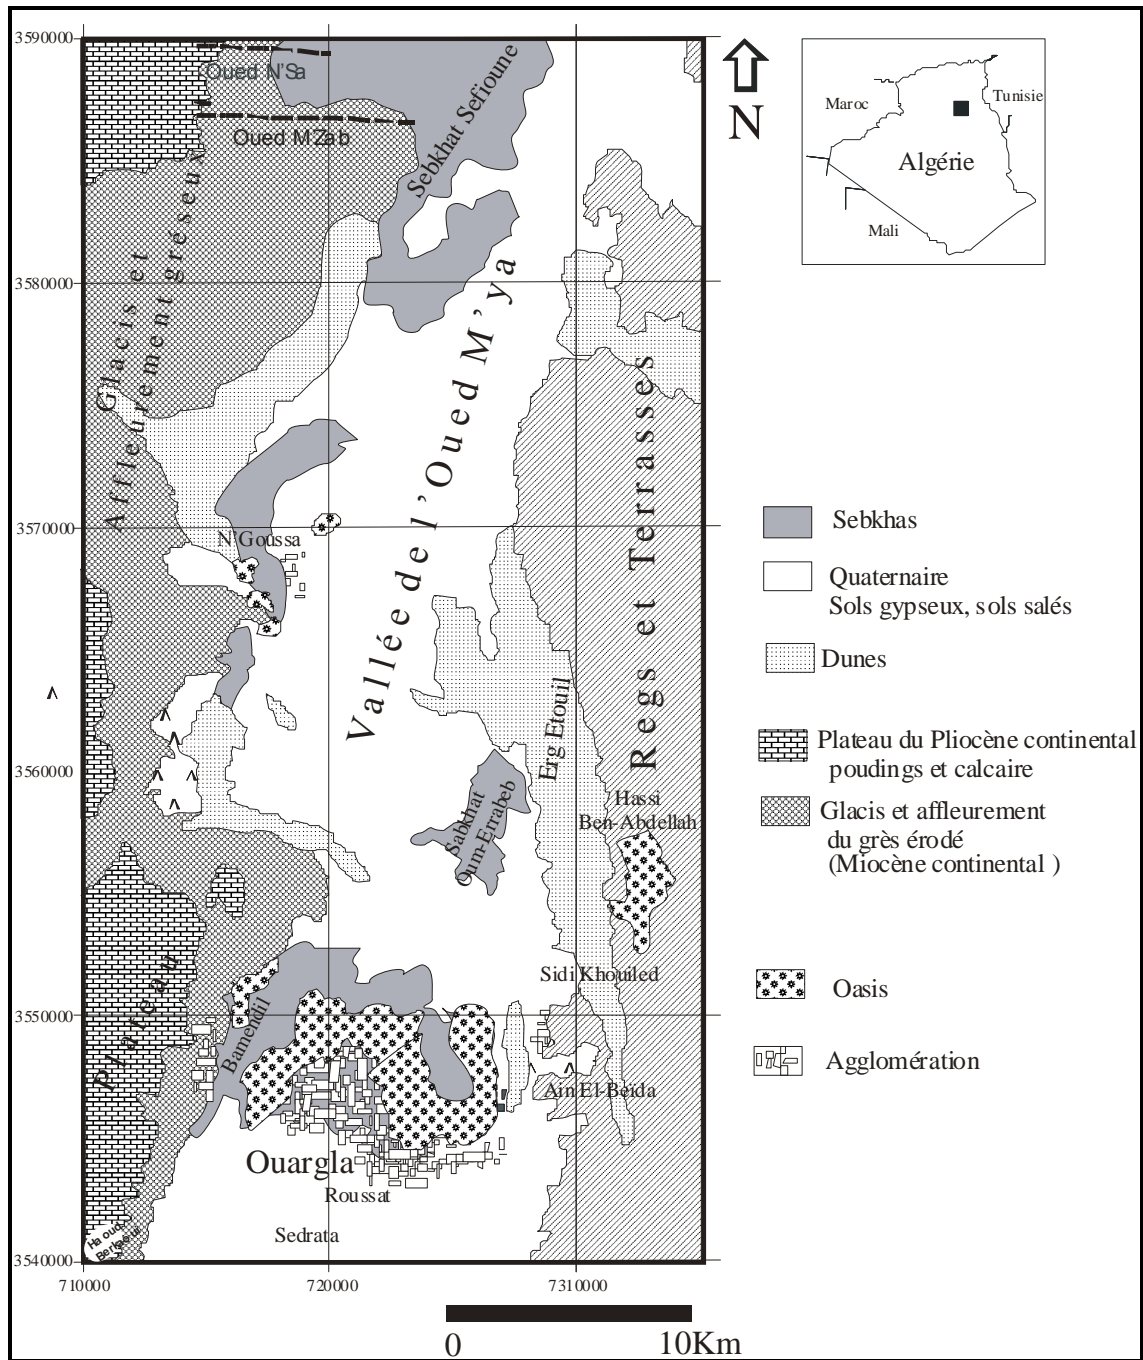 3590000
3580000
3570000
3560000
3550000
3540000
710000
720000
7310000
Oued N'Sa
Oued M'Zab
Sebkhat Sefioune
Glacis et
Affleurement gréseux
Vallée de l'Oued M'ya
Regs et Terrasses
N'Goussa
Erg Etouil
Sabkhat
Oum-Errabeb
Hassi
Ben-Abdellah
Plateau
Bamendil
Sidi Khouiled
Ain El-Beïda
Ouargla
Roussat
Sedrata
Haoud
Berkaoui
N
Maroc
Tunisie
Algérie
Mali
Sebkhas
Quaternaire
Sols gypseux, sols salés
Dunes
Plateau du Pliocène continental
poudings et calcaire
Glacis et affleurement
du grès érodé
(Miocène continental )
Oasis
Agglomération
0 10Km